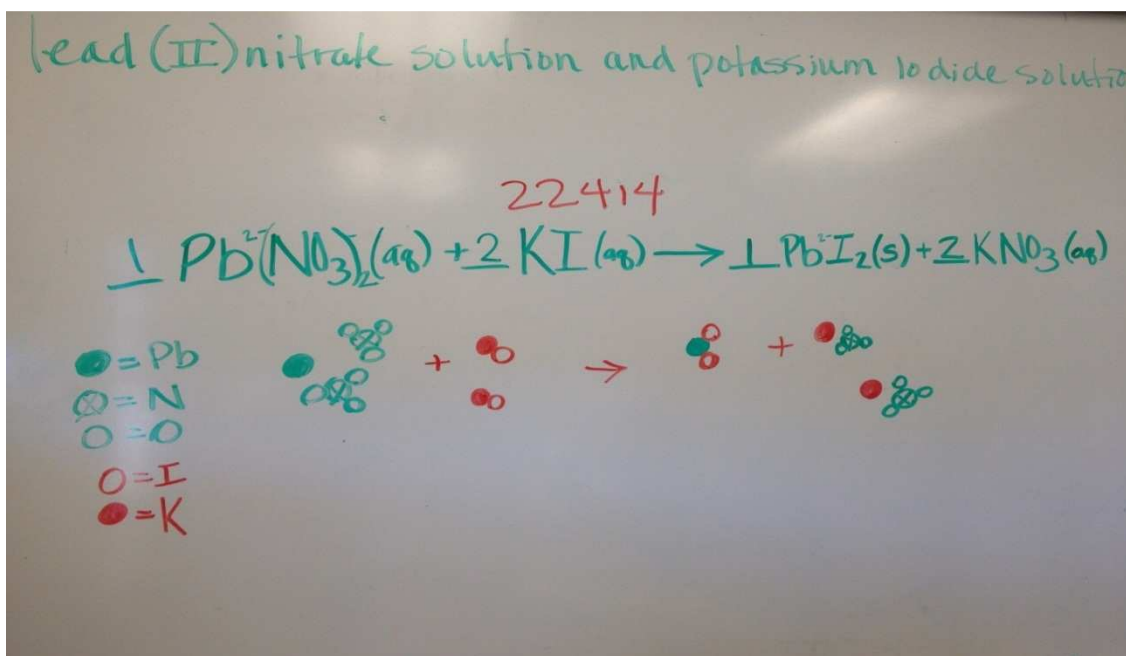 lead (II) nitrate solution and potassium Iodide solutio
22414
1 Pb²⁻(NO₃)⁻₂(aq) + 2 KI (aq) → 1 Pb²⁻I₂(s) + 2 KNO₃ (aq)
= Pb
+
→
+
= N
O = O
O = I
= K